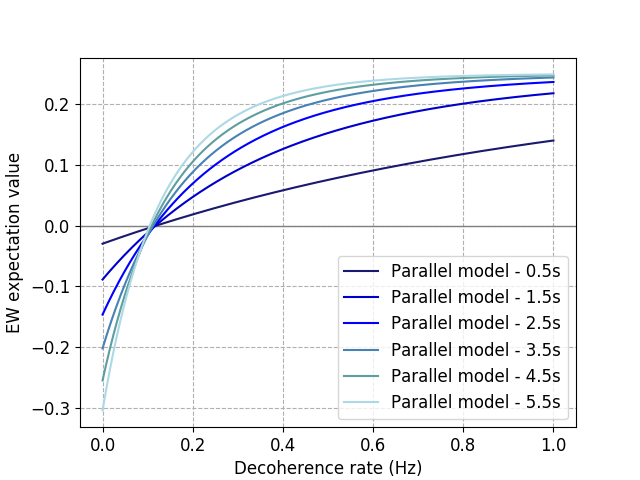 EW expectation value
0.2
0.1
0.0
−0.1
−0.2
−0.3
Parallel model - 0.5s
Parallel model - 1.5s
Parallel model - 2.5s
Parallel model - 3.5s
Parallel model - 4.5s
Parallel model - 5.5s
0.0 0.2 0.4 0.6 0.8 1.0
Decoherence rate (Hz)